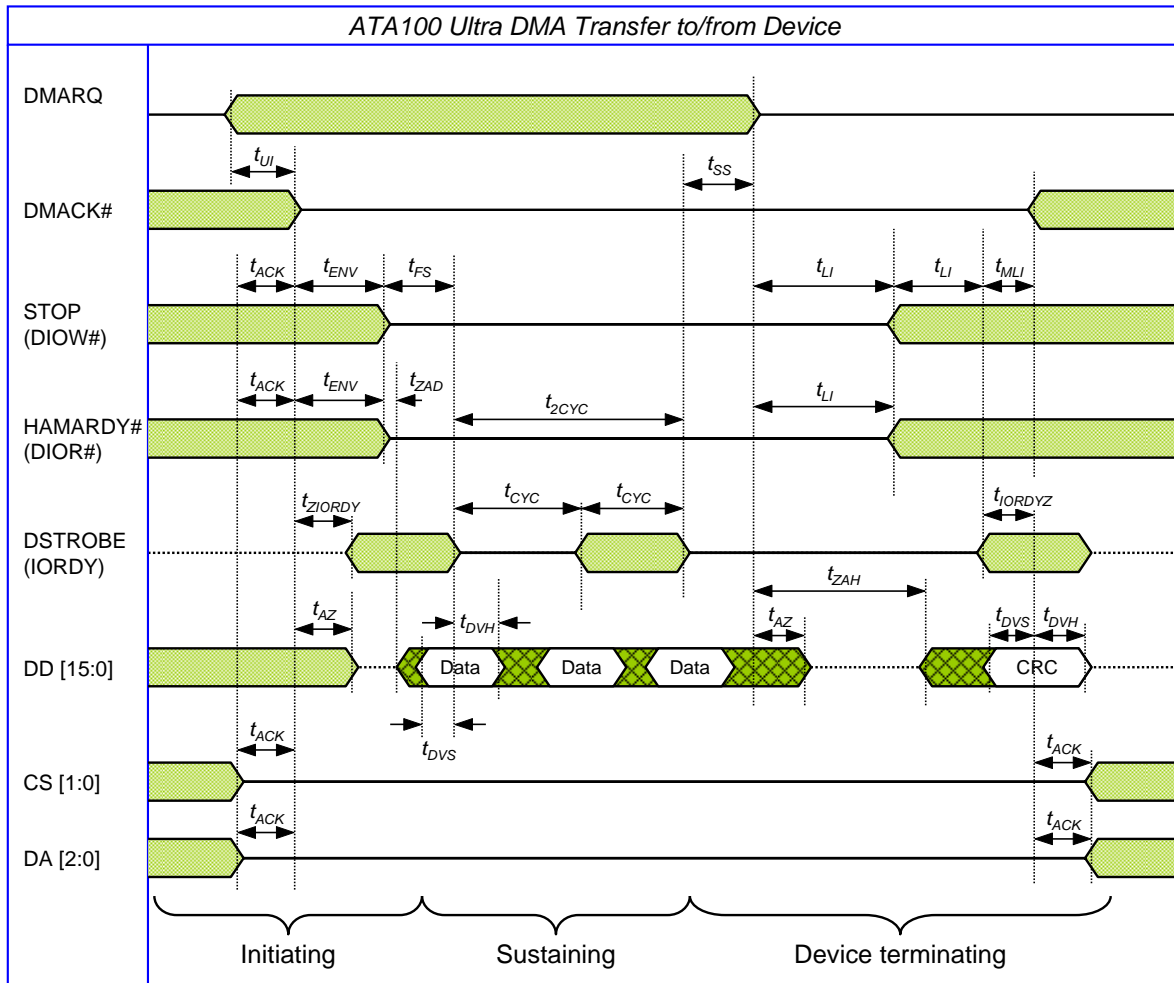 ATA100 Ultra DMA Transfer to/from Device
DMARQ
tUI
tSS
DMACK#
tACK tENV tFS tLI tLI tMLI
STOP
(DIOW#)
tACK tENV tZAD
t2CYC tLI
HAMARDY#
(DIOR#)
tZIORDY tCYC tCYC tIORDYZ
DSTROBE
(IORDY)
tZAH
tAZ tDVH tAZ tDVS tDVH
DD [15:0] Data Data Data CRC
tDVS
tACK tACK
CS [1:0]
tACK tACK
DA [2:0]
Initiating Sustaining Device terminating